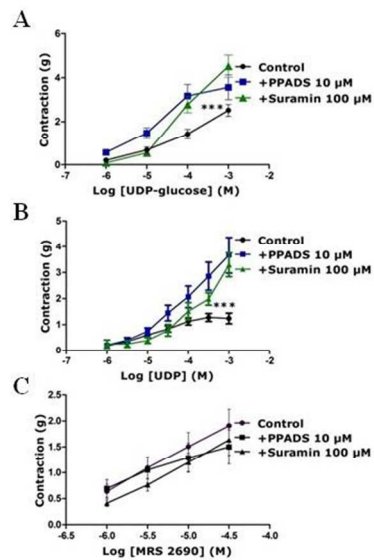 A
Contraction (g)
6
4
2
0
Control
+PPADS 10 μM
+Suramin 100 μM
***
-7 -6 -5 -4 -3 -2
Log [UDP-glucose] (M)
B
Contraction (g)
5
4
3
2
1
0
Control
+PPADS 10 μM
+Suramin 100 μM
***
-7 -6 -5 -4 -3 -2
Log [UDP] (M)
C
Contraction (g)
2.5
2.0
1.5
1.0
0.5
0.0
Control
+PPADS 10 μM
+Suramin 100 μM
-6.5 -6.0 -5.5 -5.0 -4.5 -4.0
Log [MRS 2690] (M)